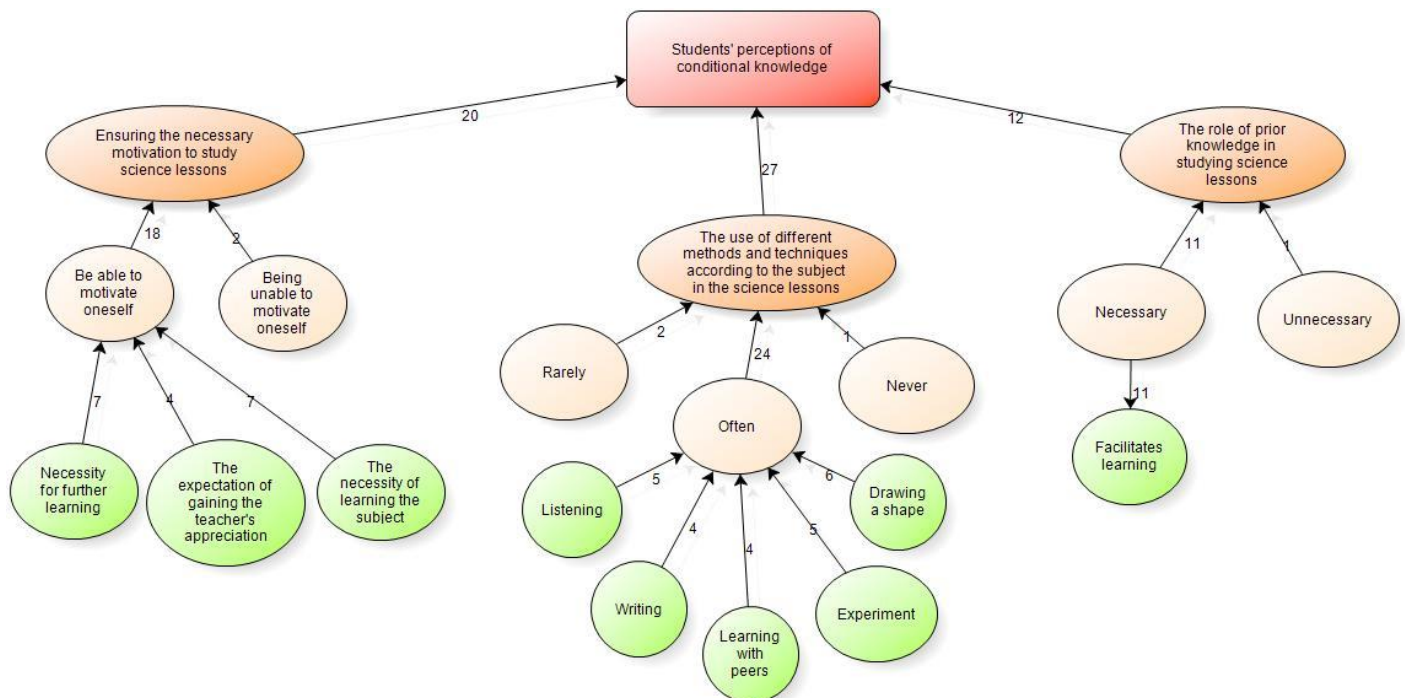 Students' perceptions of
conditional knowledge
20
12
Ensuring the necessary
motivation to study
science lessons
The role of prior
knowledge in
studying science
lessons
27
18
2
The use of different
methods and techniques
according to the subject
in the science lessons
11
1
Be able to
motivate
oneself
Being
unable to
motivate
oneself
Necessary
Unnecessary
2
24
1
Rarely
Never
7
4
7
11
Often
Necessity
for further
learning
The
expectation of
gaining the
teacher's
appreciation
The
necessity of
learning the
subject
Facilitates
learning
5
6
Listening
Drawing
a shape
4
4
5
Writing
Learning
with
peers
Experiment